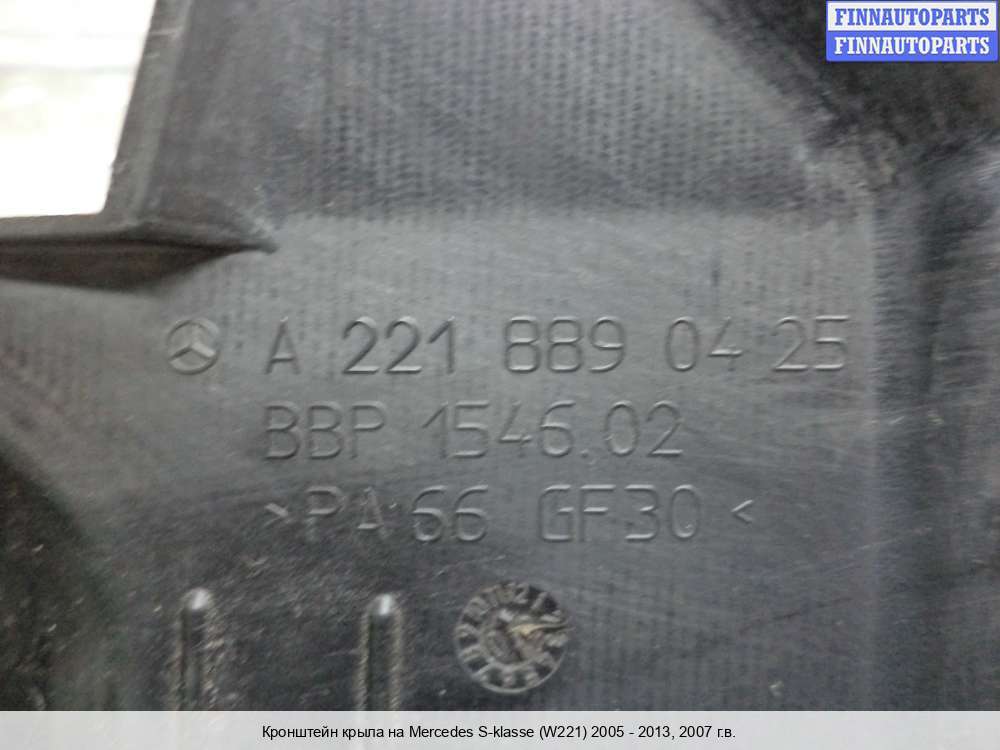 FINNAUTOPARTS
FINNAUTOPARTS
A 221 889 04 25
BBP 1546.02
>PA 66 GF30<
Кронштейн крыла на Mercedes S-klasse (W221) 2005 - 2013, 2007 г.в.